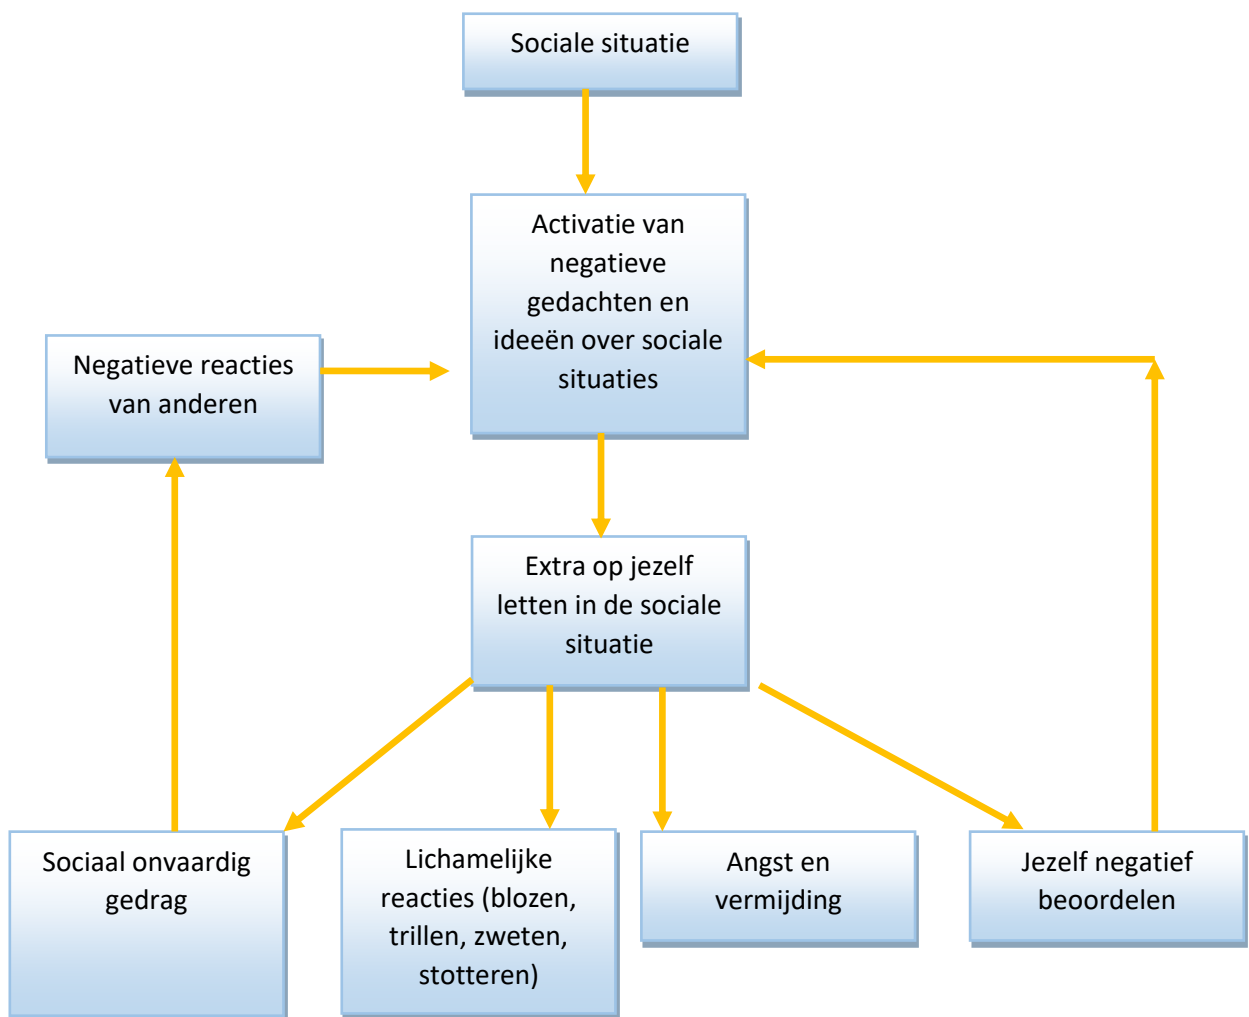 Sociale situatie
Activatie van
negatieve
gedachten en
ideeën over sociale
situaties
Negatieve reacties
van anderen
Extra op jezelf
letten in de sociale
situatie
Sociaal onvaardig
gedrag
Lichamelijke
reacties (blozen,
trillen, zweten,
stotteren)
Angst en
vermijding
Jezelf negatief
beoordelen